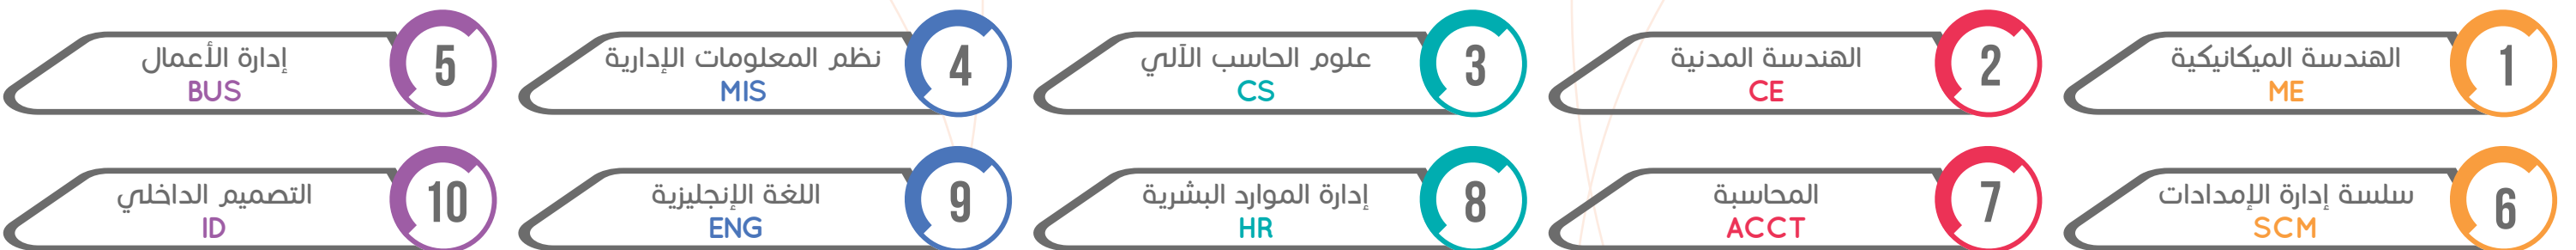 1
الهندسة الميكانيكية
ME
2
الهندسة المدنية
CE
3
علوم الحاسب الآلي
CS
4
نظم المعلومات الإدارية
MIS
5
إدارة الأعمال
BUS
6
سلسة إدارة الإمدادات
SCM
7
المحاسبة
ACCT
8
إدارة الموارد البشرية
HR
9
اللغة الإنجليزية
ENG
10
التصميم الداخلي
ID